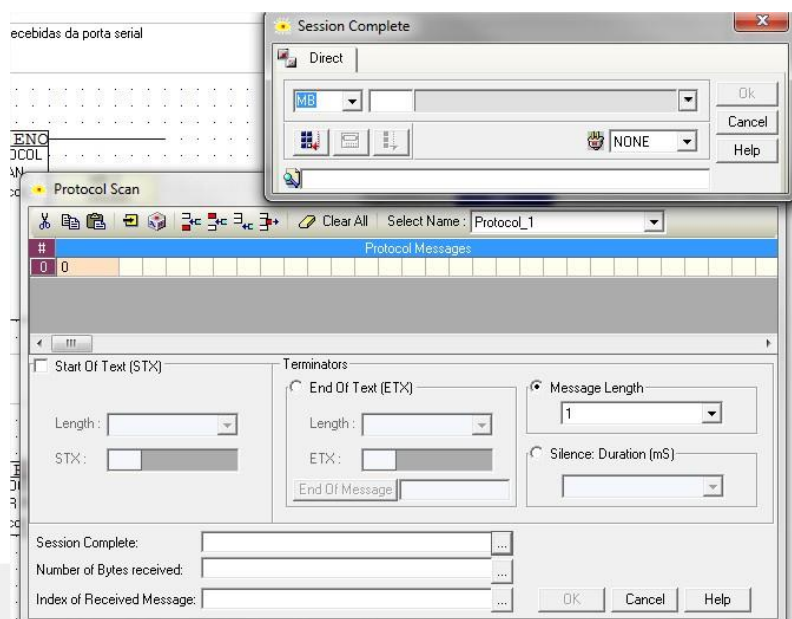 ecebidas da porta serial
ENO
Session Complete
Direct
MB
Ok
Cancel
NONE
Help
Protocol Scan
Clear All Select Name : Protocol_1
# Protocol Messages
0 0
Start Of Text (STX)
Length :
STX :
Terminators
End Of Text (ETX)
Length :
ETX :
End Of Message
Message Length
1
Silence: Duration (mS)
Session Complete: ...
Number of Bytes received: ...
Index of Received Message: ...
OK Cancel Help